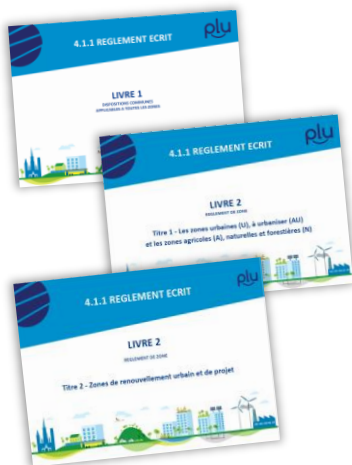 plu
4.1.1 REGLEMENT ECRIT
LIVRE 1
DISPOSITIONS COMMUNES
APPLICABLES A TOUTES LES ZONES
plu
4.1.1 REGLEMENT ECRIT
LIVRE 2
REGLEMENT DE ZONE
Titre 1 - Les zones urbaines (U), à urbaniser (AU)
et les zones agricoles (A), naturelles et forestières (N)
plu
4.1.1 REGLEMENT ECRIT
LIVRE 2
REGLEMENT DE ZONE
Titre 2 - Zones de renouvellement urbain et de projet